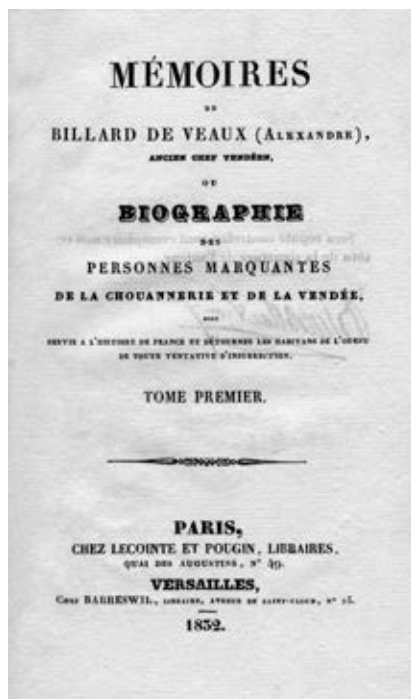 MÉMOIRES
DE
BILLARD DE VEAUX (ALEXANDRE),
ANCIEN CHEF VENDÉEN,
OU
BIOGRAPHIE
DES
PERSONNES MARQUANTES
DE LA CHOUANNERIE ET DE LA VENDÉE,
POUR
SERVIR A L'HISTOIRE DE FRANCE ET DÉTOURNER LES HABITANS DE L'OUEST
DE TOUTE TENTATIVE D'INSURRECTION.
TOME PREMIER.
PARIS,
CHEZ LECOINTE ET POUGIN, LIBRAIRES,
QUAI DES AUGUSTINS, N° 49.
VERSAILLES,
CHEZ BARRESWIL, LIBRAIRE, AVENUE DE SAINT-CLOUD, N°
1832.